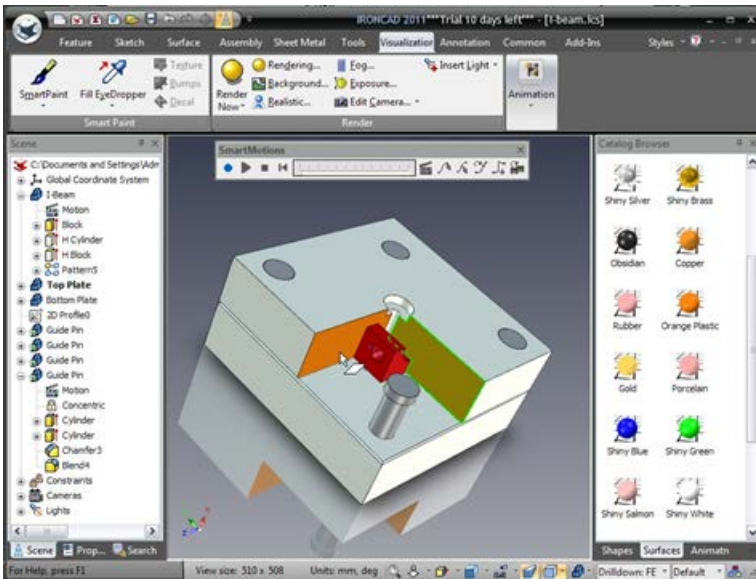 IRONCAD 2011***Trial 10 days left*** - [I-beam.ics]
Feature Sketch Surface Assembly Sheet Metal Tools Visualization Annotation Common Add-Ins Styles
SmartPaint Fill EyeDropper Texture Bumps Decal
Smart Paint
Render Now Rendering... Background... Realistic... Fog... Exposure... Edit Camera... Insert Light
Render
Animation
Scene
C:\Documents and Settings\Adm
Global Coordinate System
I-Beam
Motion
Block
H Cylinder
H Block
Pattern5
Top Plate
Bottom Plate
2D Profile0
Guide Pin
Guide Pin
Guide Pin
Guide Pin
Motion
Concentric
Cylinder
Cylinder
Chamfer3
Blend4
Constraints
Cameras
Lights
Scene Prop... Search
SmartMotions
Catalog Browser
Shiny Silver Shiny Brass
Obsidian Copper
Rubber Orange Plastic
Gold Porcelain
Shiny Blue Shiny Green
Shiny Salmon Shiny White
Shapes Surfaces Animatn
For Help, press F1 View size: 510 x 508 Units: mm, deg Drilldown: FE Default